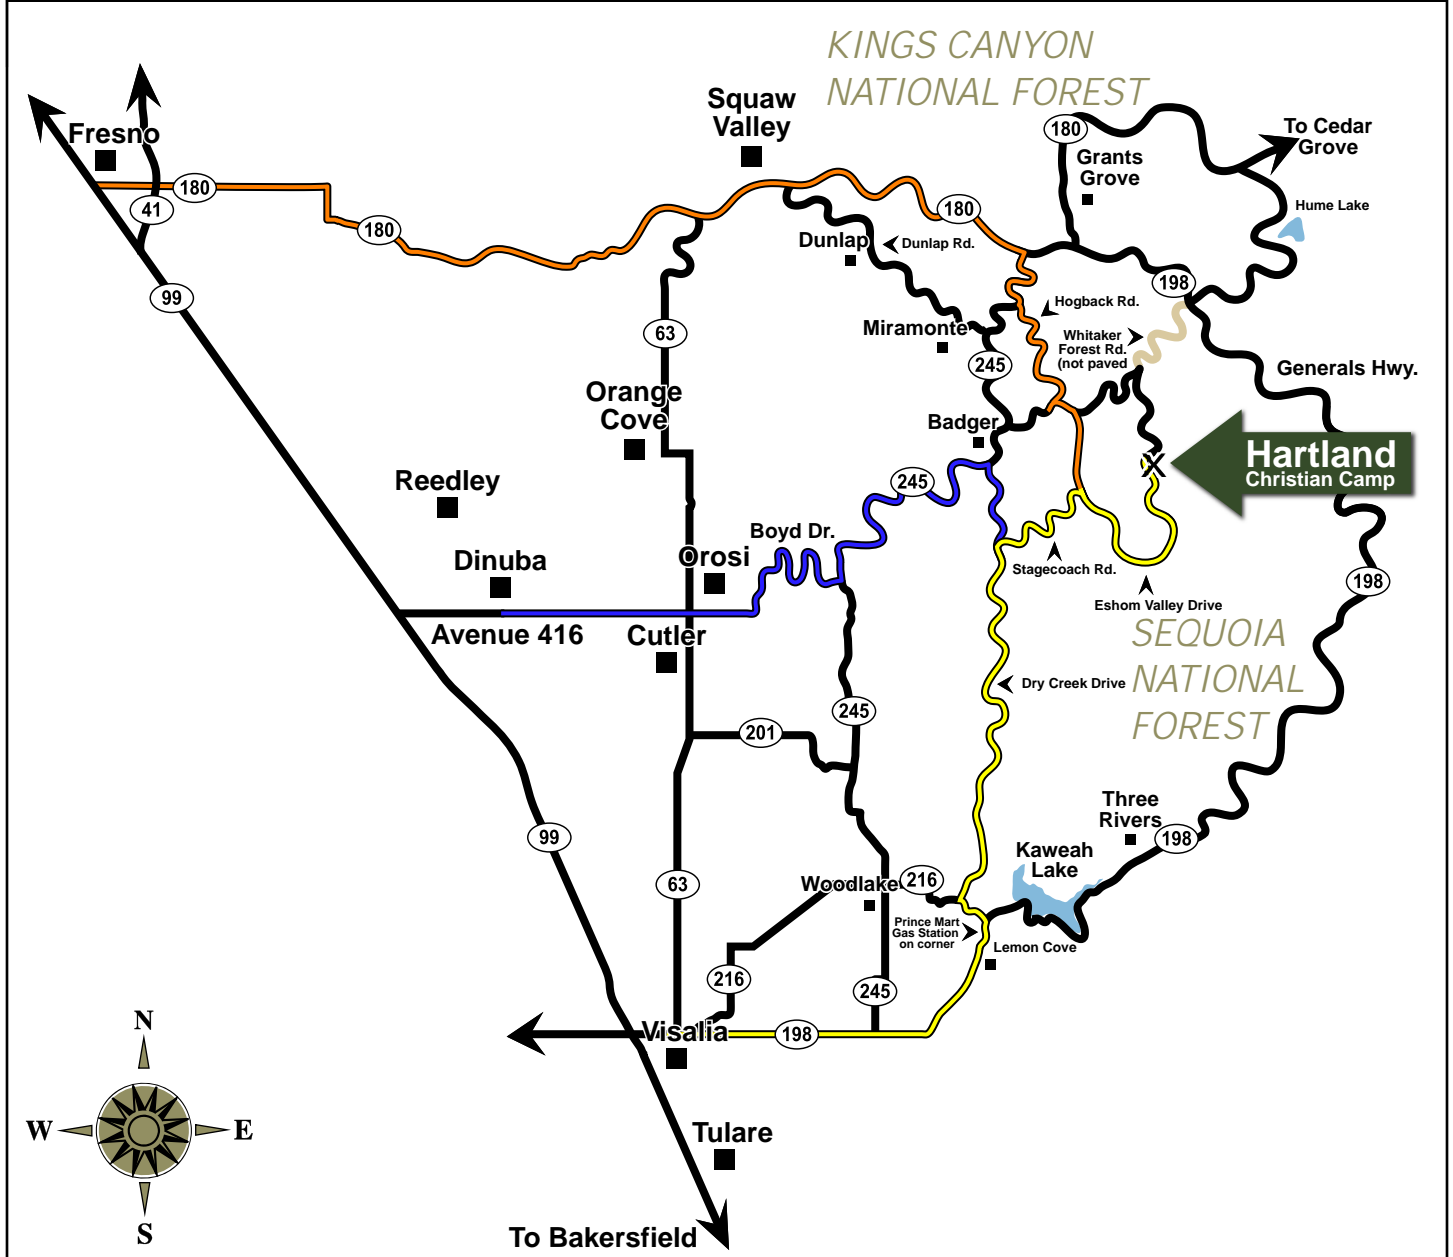 KINGS CANYON
NATIONAL FOREST
Squaw
Valley
Fresno
180
To Cedar
Grove
Grants
Grove
180
41
180
180
Hume Lake
Dunlap
Dunlap Rd.
99
198
Hogback Rd.
63
Miramonte
Whitaker
Forest Rd.
(not paved
245
Generals Hwy.
Orange
Cove
Badger
Hartland
Christian Camp
X
Reedley
245
Boyd Dr.
Dinuba
Orosi
Stagecoach Rd.
198
Eshom Valley Drive
Avenue 416
Cutler
SEQUOIA
NATIONAL
FOREST
Dry Creek Drive
245
201
Three
Rivers
99
198
Kaweah
Lake
63
Woodlake
216
Prince Mart
Gas Station
on corner
Lemon Cove
216
245
Visalia
198
N
W
E
S
Tulare
To Bakersfield